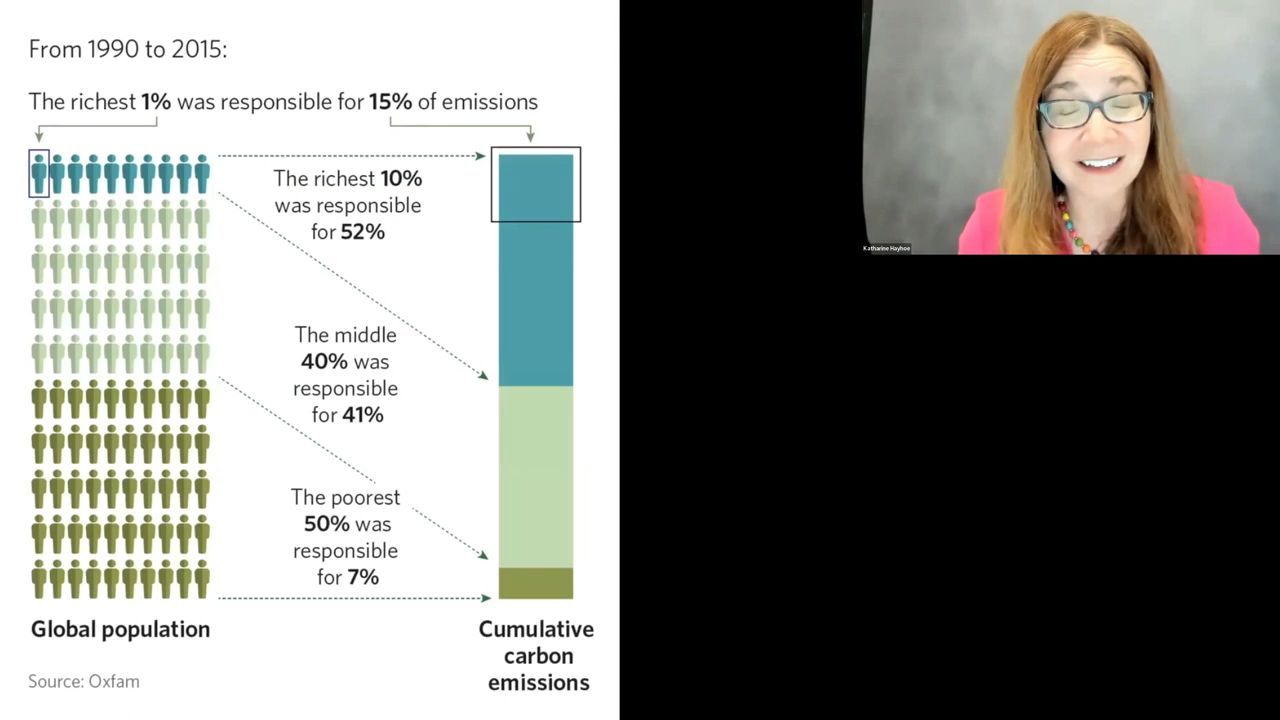 From 1990 to 2015:
The richest 1% was responsible for 15% of emissions
The richest 10%
was responsible
for 52%
The middle
40% was
responsible
for 41%
The poorest
50% was
responsible
for 7%
Global population
Cumulative
carbon
emissions
Source: Oxfam
Katharine Hayhoe